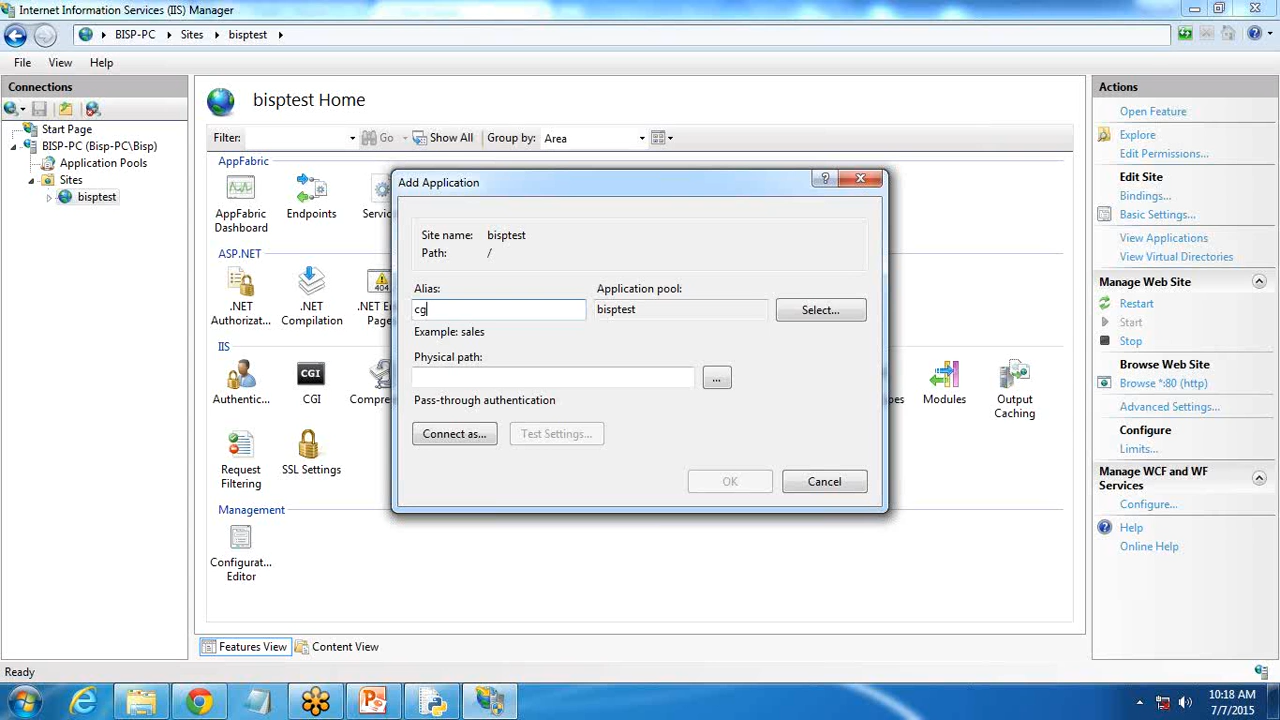 Internet Information Services (IIS) Manager
BISP-PC
Sites
bisptest
File View Help
Connections
Start Page
BISP-PC (Bisp-PC\Bisp)
Application Pools
Sites
bisptest
bisptest Home
Filter:
Go
Show All
Group by:
Area
AppFabric
AppFabric
Dashboard
Endpoints
ASP.NET
.NET
Authorizat...
.NET
Compilation
404
IIS
Authentic...
CGI
CGI
Modules
Output
Caching
Request
Filtering
SSL Settings
Management
Configurat...
Editor
Features View
Content View
Add Application
Site name: bisptest
Path: /
Alias:
cg
Application pool:
bisptest
Select...
Example: sales
Physical path:
...
Pass-through authentication
Connect as...
Test Settings...
OK
Cancel
Actions
Open Feature
Explore
Edit Permissions...
Edit Site
Bindings...
Basic Settings...
View Applications
View Virtual Directories
Manage Web Site
Restart
Start
Stop
Browse Web Site
Browse *:80 (http)
Advanced Settings...
Configure
Limits...
Manage WCF and WF
Services
Configure...
Help
Online Help
Ready
10:18 AM
7/7/2015